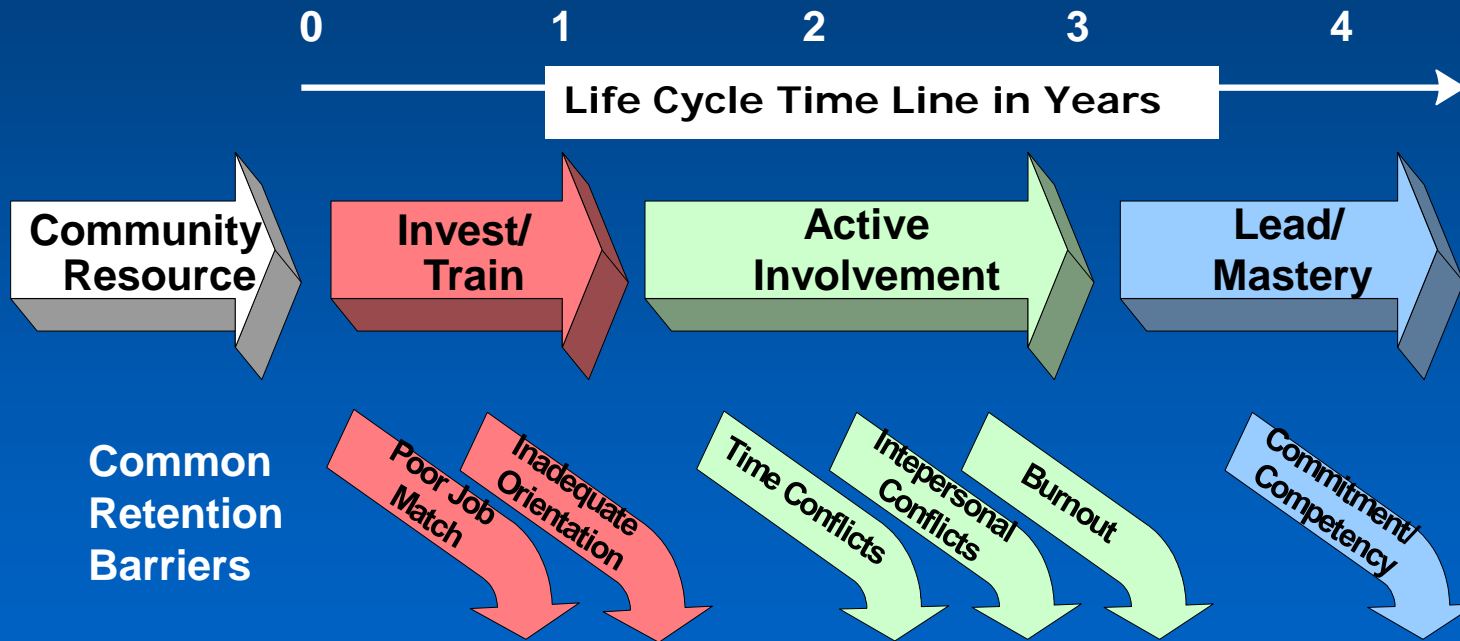 0 1 2 3 4
Life Cycle Time Line in Years
Community
Resource
Invest/
Train
Active
Involvement
Lead/
Mastery
Common
Retention
Barriers
Poor Job
Match
Inadequate
Orientation
Time Conflicts
Intepersonal
Conflicts
Burnout
Commitment/
Competency